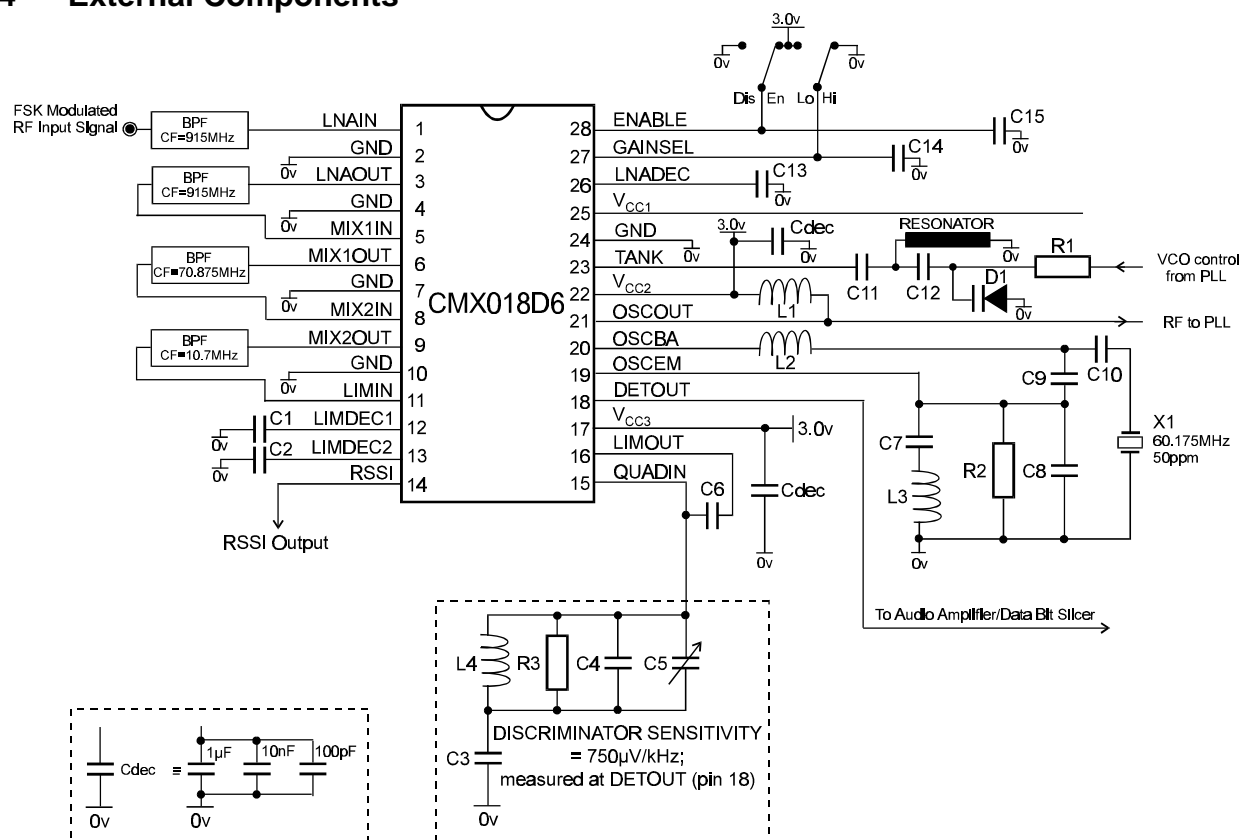 4 External Components
3.0v
0v
0v
Dis En Lo Hi
FSK Modulated
RF Input Signal
BPF
CF=915MHz
LNAIN
1
GND
2
0v
BPF
CF=915MHz
LNAOUT
3
GND
4
0v
MIX1IN
5
BPF
CF=70.875MHz
MIX1OUT
6
GND
7
0v
MIX2IN
8
BPF
CF=10.7MHz
MIX2OUT
9
GND
10
0v
LIMIN
11
C1
LIMDEC1
12
0v
C2
LIMDEC2
13
0v
RSSI
14
RSSI Output
CMX018D6
28
ENABLE
C15
0v
27
GAINSEL
C14
0v
26
LNADEC
C13
0v
25
VCC1
24
GND
0v
3.0v
Cdec
0v
RESONATOR
0v
23
TANK
C11
C12
D1
0v
R1
VCO control
from PLL
22
VCC2
L1
21
OSCOUT
RF to PLL
20
OSCBA
L2
C9
C10
19
OSCEM
18
DETOUT
17
VCC3
3.0v
16
LIMOUT
15
QUADIN
C6
Cdec
0v
C7
L3
R2
C8
0v
X1
60.175MHz
50ppm
To Audio Amplifier/Data Bit Slicer
L4
R3
C4
C5
C3
0v
DISCRIMINATOR SENSITIVITY
= 750µV/kHz;
measured at DETOUT (pin 18)
Cdec
0v
≡
1µF
10nF
100pF
0v